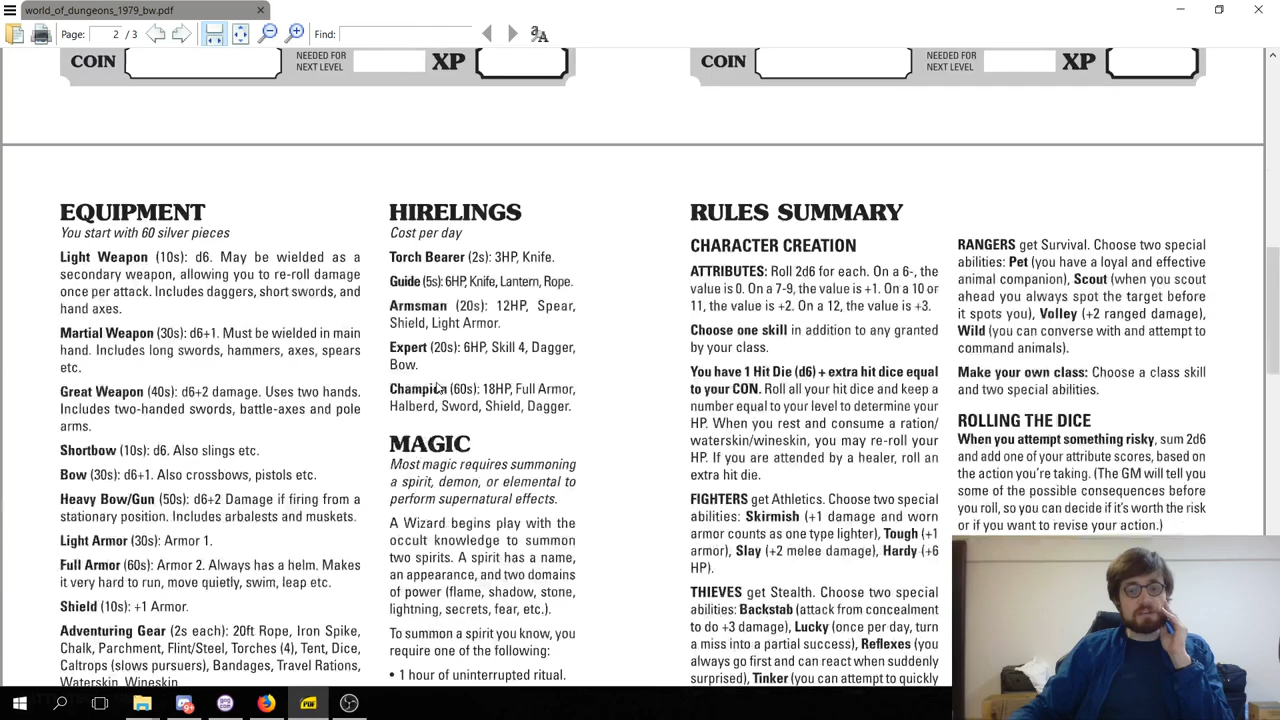 world_of_dungeons_1979_bw.pdf
Page: 2 / 3
Find:
COIN
NEEDED FOR
NEXT LEVEL
XP
COIN
NEEDED FOR
NEXT LEVEL
XP
EQUIPMENT
You start with 60 silver pieces
Light Weapon (10s): d6. May be wielded as a
secondary weapon, allowing you to re-roll damage
once per attack. Includes daggers, short swords, and
hand axes.
Martial Weapon (30s): d6+1. Must be wielded in main
hand. Includes long swords, hammers, axes, spears
etc.
Great Weapon (40s): d6+2 damage. Uses two hands.
Includes two-handed swords, battle-axes and pole
arms.
Shortbow (10s): d6. Also slings etc.
Bow (30s): d6+1. Also crossbows, pistols etc.
Heavy Bow/Gun (50s): d6+2 Damage if firing from a
stationary position. Includes arbalests and muskets.
Light Armor (30s): Armor 1.
Full Armor (60s): Armor 2. Always has a helm. Makes
it very hard to run, move quietly, swim, leap etc.
Shield (10s): +1 Armor.
Adventuring Gear (2s each): 20ft Rope, Iron Spike,
Chalk, Parchment, Flint/Steel, Torches (4), Tent, Dice,
Caltrops (slows pursuers), Bandages, Travel Rations,
Waterskin, Wineskin
HIRELINGS
Cost per day
Torch Bearer (2s): 3HP, Knife.
Guide (5s): 6HP, Knife, Lantern, Rope.
Armsman (20s): 12HP, Spear,
Shield, Light Armor.
Expert (20s): 6HP, Skill 4, Dagger,
Bow.
Champion (60s): 18HP, Full Armor,
Halberd, Sword, Shield, Dagger.
MAGIC
Most magic requires summoning
a spirit, demon, or elemental to
perform supernatural effects.
A Wizard begins play with the
occult knowledge to summon
two spirits. A spirit has a name,
an appearance, and two domains
of power (flame, shadow, stone,
lightning, secrets, fear, etc.).
To summon a spirit you know, you
require one of the following:
• 1 hour of uninterrupted ritual.
RULES SUMMARY
CHARACTER CREATION
ATTRIBUTES: Roll 2d6 for each. On a 6-, the
value is 0. On a 7-9, the value is +1. On a 10 or
11, the value is +2. On a 12, the value is +3.
Choose one skill in addition to any granted
by your class.
You have 1 Hit Die (d6) + extra hit dice equal
to your CON. Roll all your hit dice and keep a
number equal to your level to determine your
HP. When you rest and consume a ration/
waterskin/wineskin, you may re-roll your
HP. If you are attended by a healer, roll an
extra hit die.
FIGHTERS get Athletics. Choose two special
abilities: Skirmish (+1 damage and worn
armor counts as one type lighter), Tough (+1
armor), Slay (+2 melee damage), Hardy (+6
HP).
THIEVES get Stealth. Choose two special
abilities: Backstab (attack from concealment
to do +3 damage), Lucky (once per day, turn
a miss into a partial success), Reflexes (you
always go first and can react when suddenly
surprised), Tinker (you can attempt to quickly
RANGERS get Survival. Choose two special
abilities: Pet (you have a loyal and effective
animal companion), Scout (when you scout
ahead you always spot the target before
it spots you), Volley (+2 ranged damage),
Wild (you can converse with and attempt to
command animals).
Make your own class: Choose a class skill
and two special abilities.
ROLLING THE DICE
When you attempt something risky, sum 2d6
and add one of your attribute scores, based on
the action you're taking. (The GM will tell you
some of the possible consequences before
you roll, so you can decide if it's worth the risk
or if you want to revise your action.)